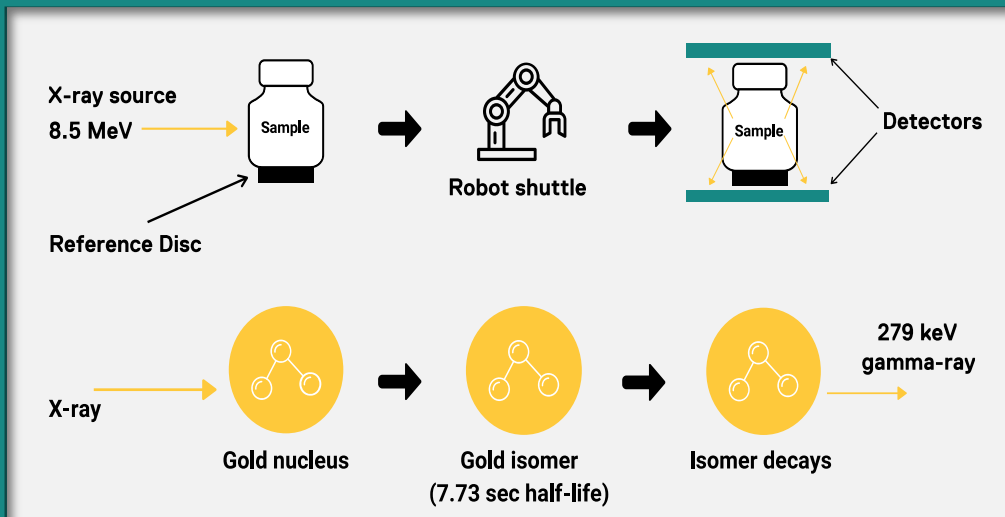 X-ray source
8.5 MeV
Sample
Reference Disc
Robot shuttle
Sample
Detectors
X-ray
Gold nucleus
Gold isomer
(7.73 sec half-life)
Isomer decays
279 keV
gamma-ray